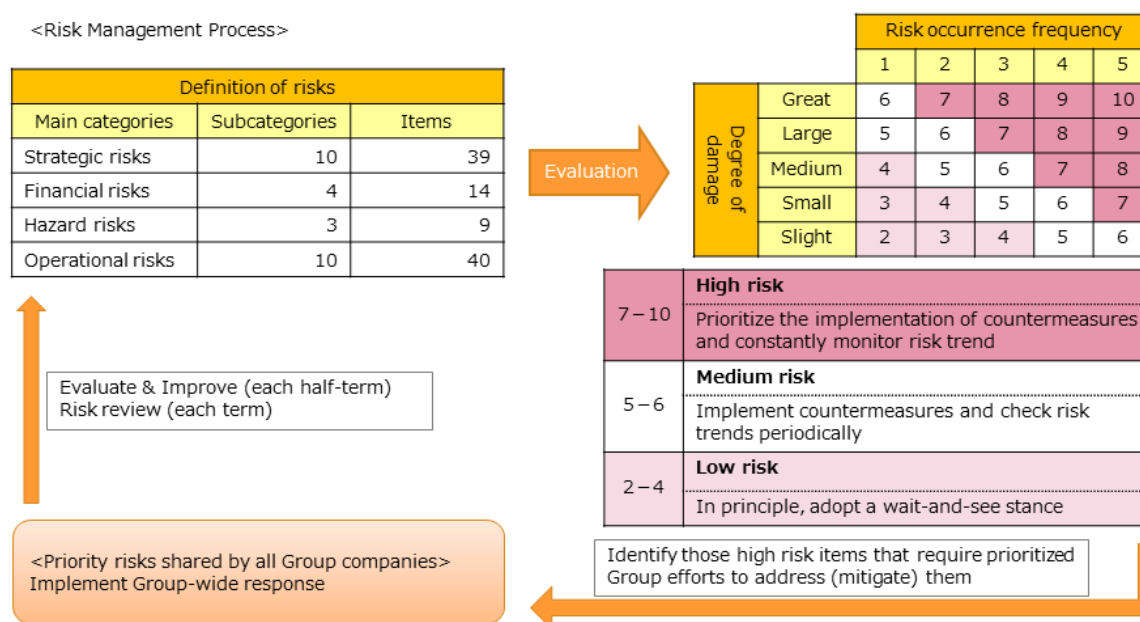 <Risk Management Process>
Definition of risks
Main categories Subcategories Items
Strategic risks 10 39
Financial risks 4 14
Hazard risks 3 9
Operational risks 10 40
Evaluation
Risk occurrence frequency
1 2 3 4 5
Degree of
damage
Great 6 7 8 9 10
Large 5 6 7 8 9
Medium 4 5 6 7 8
Small 3 4 5 6 7
Slight 2 3 4 5 6
7–10
High risk
Prioritize the implementation of countermeasures
and constantly monitor risk trend
5–6
Medium risk
Implement countermeasures and check risk
trends periodically
2–4
Low risk
In principle, adopt a wait-and-see stance
Identify those high risk items that require prioritized
Group efforts to address (mitigate) them
<Priority risks shared by all Group companies>
Implement Group-wide response
Evaluate & Improve (each half-term)
Risk review (each term)